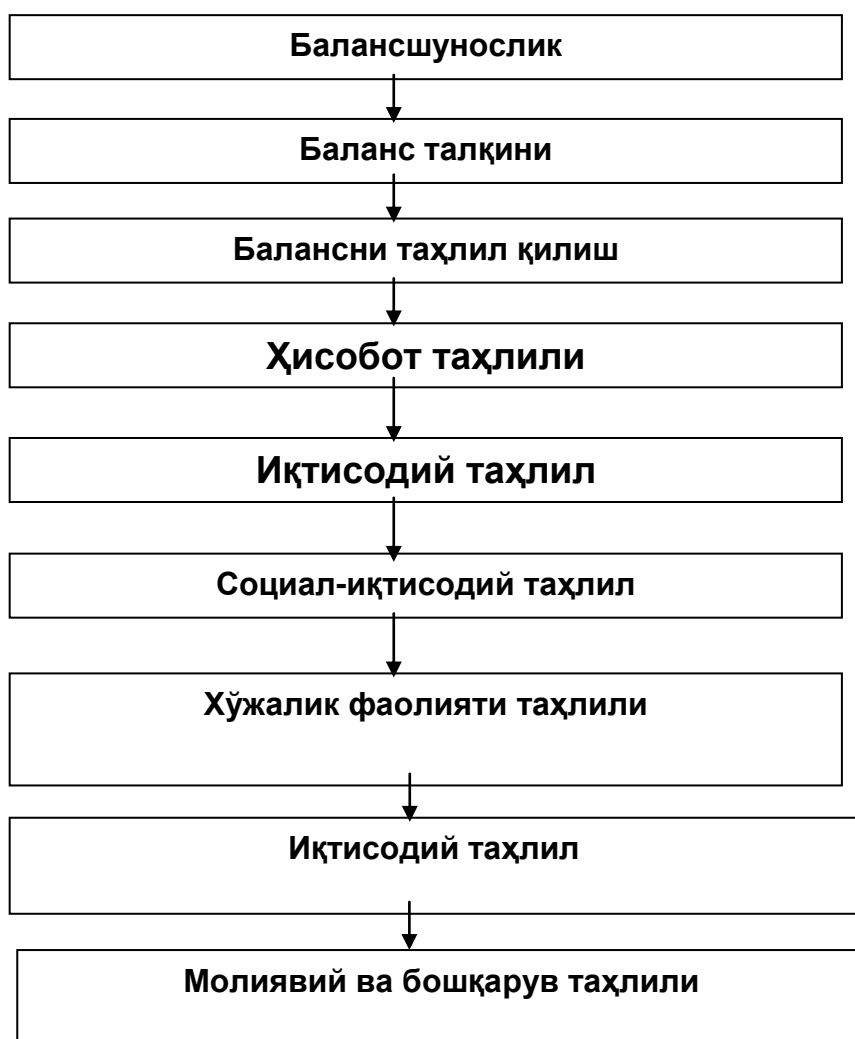 Балансшунослик
Баланс талқини
Балансни таҳлил қилиш
Ҳисобот таҳлили
Иқтисодий таҳлил
Социал-иқтисодий таҳлил
Хўжалик фаолияти таҳлили
Иқтисодий таҳлил
Молиявий ва бошқарув таҳлили